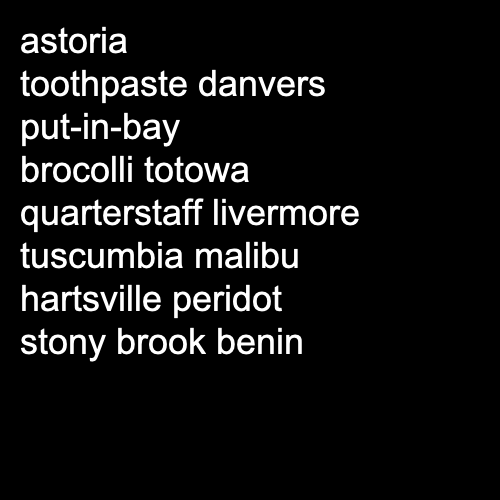 astoria
toothpaste danvers
put-in-bay
brocolli totowa
quarterstaff livermore
tuscumbia malibu
hartsville peridot
stony brook benin